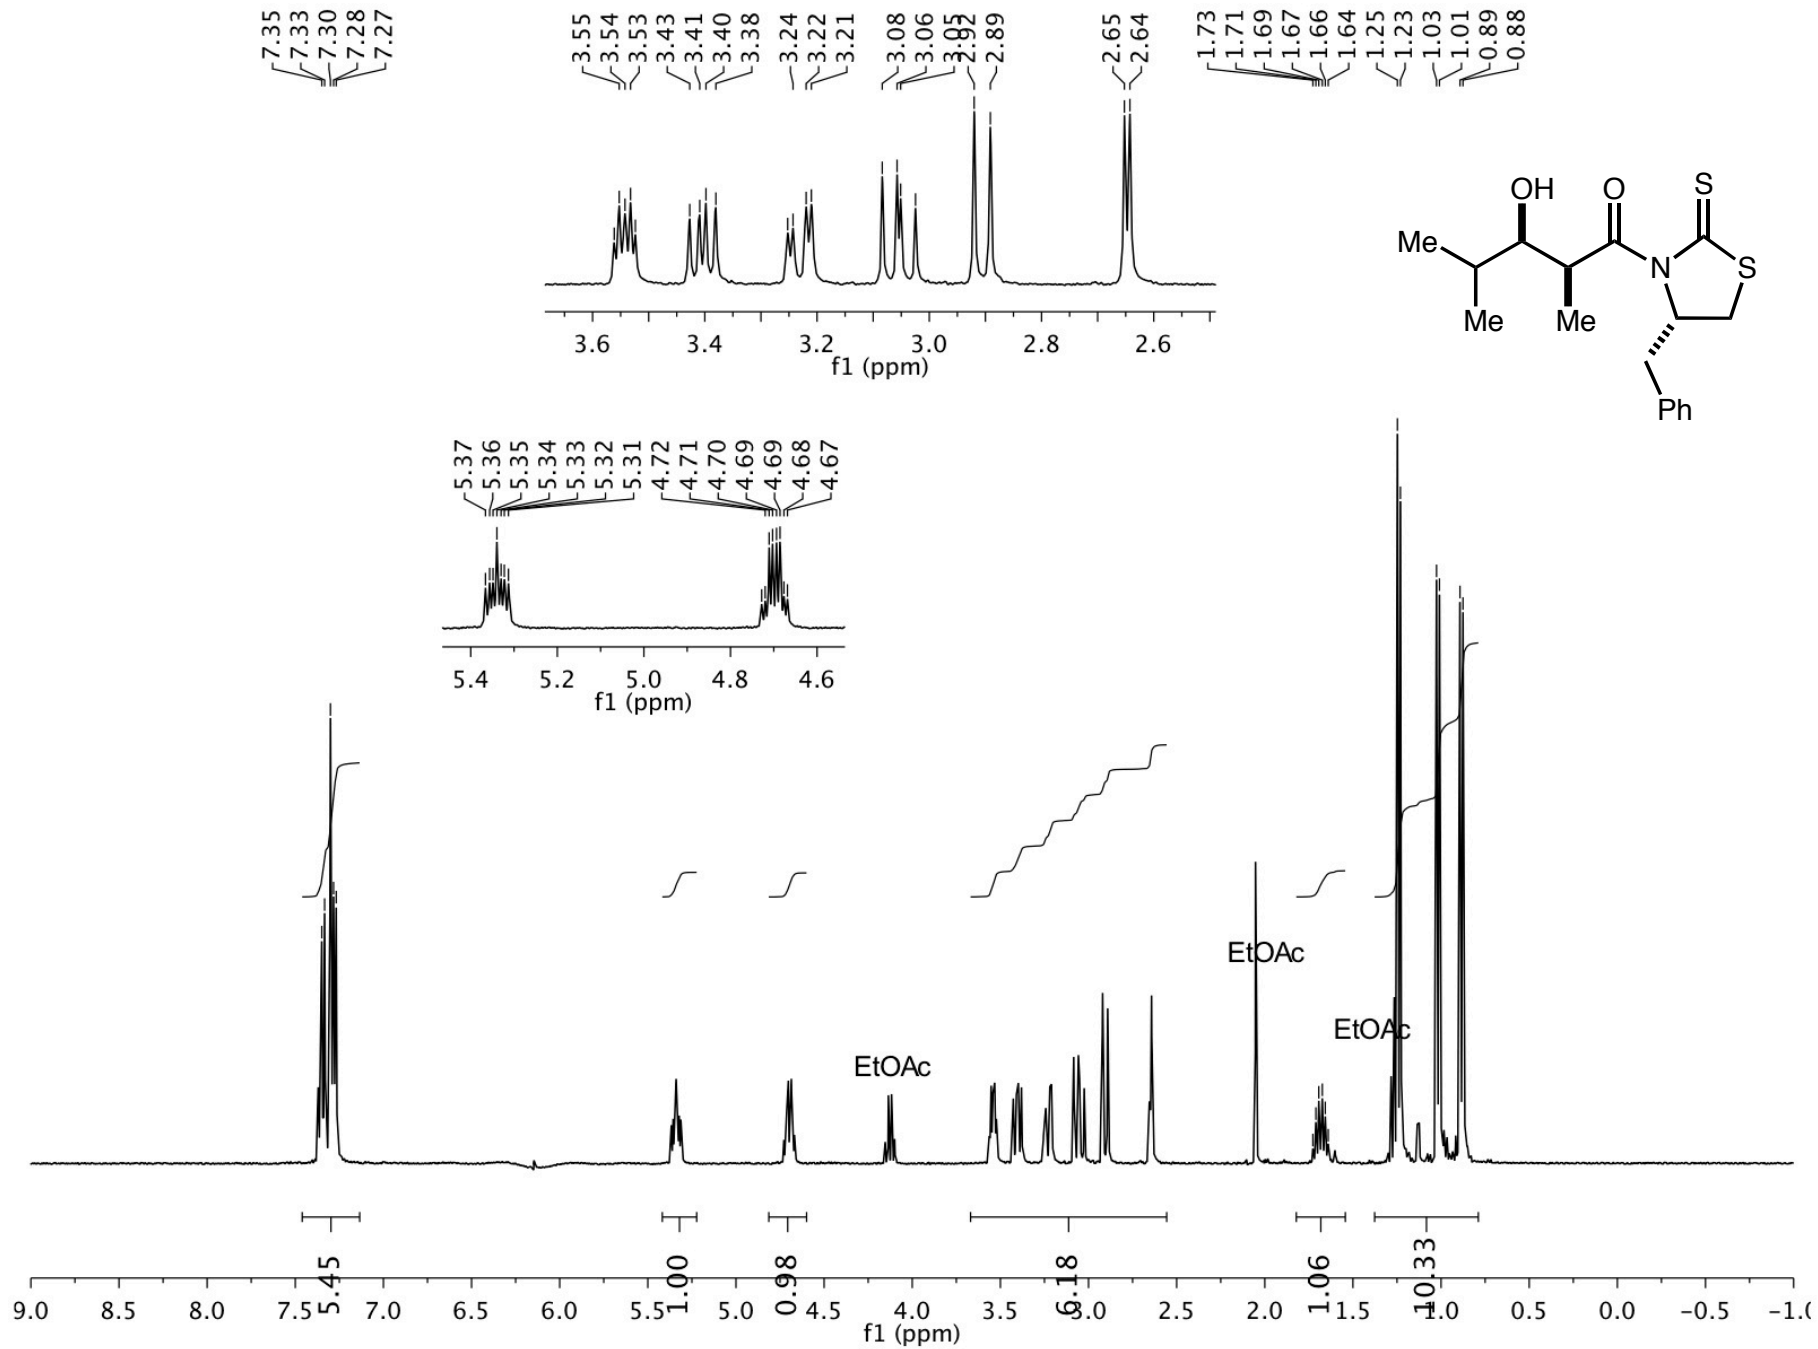 7.35 7.33 7.30 7.28 7.27
3.55 3.54 3.53 3.43 3.41 3.40 3.38 3.24 3.22 3.21 3.08 3.06 3.05 2.92 2.89 2.65 2.64
1.73 1.71 1.69 1.67 1.66 1.64 1.25 1.23 1.03 1.01 0.89 0.88
3.6 3.4 3.2 3.0 2.8 2.6
f1 (ppm)
OH O S
Me N S
Me Me
Ph
5.37 5.36 5.35 5.34 5.33 5.32 5.31 4.72 4.71 4.70 4.69 4.69 4.68 4.67
5.4 5.2 5.0 4.8 4.6
f1 (ppm)
EtOAc
EtOAc
EtOAc
5.45 1.00 0.98 6.18 1.06 10.33
9.0 8.5 8.0 7.5 7.0 6.5 6.0 5.5 5.0 4.5 4.0 3.5 3.0 2.5 2.0 1.5 1.0 0.5 0.0 −0.5 −1.0
f1 (ppm)